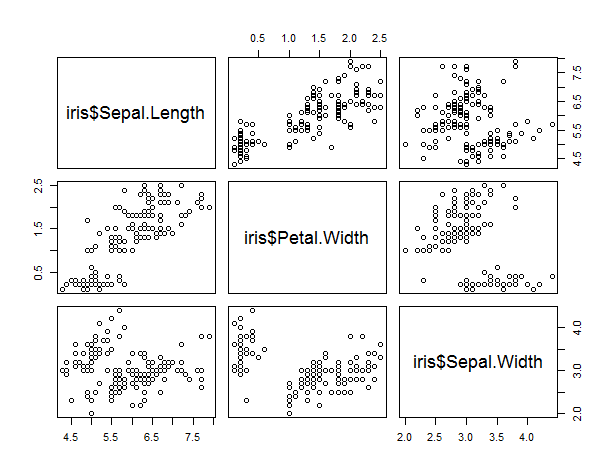 0.5 1.0 1.5 2.0 2.5
iris$Sepal.Length
4.5 5.5 6.5 7.5
0.5 1.5 2.5
iris$Petal.Width
iris$Sepal.Width
2.0 3.0 4.0
4.5 5.5 6.5 7.5
2.0 2.5 3.0 3.5 4.0